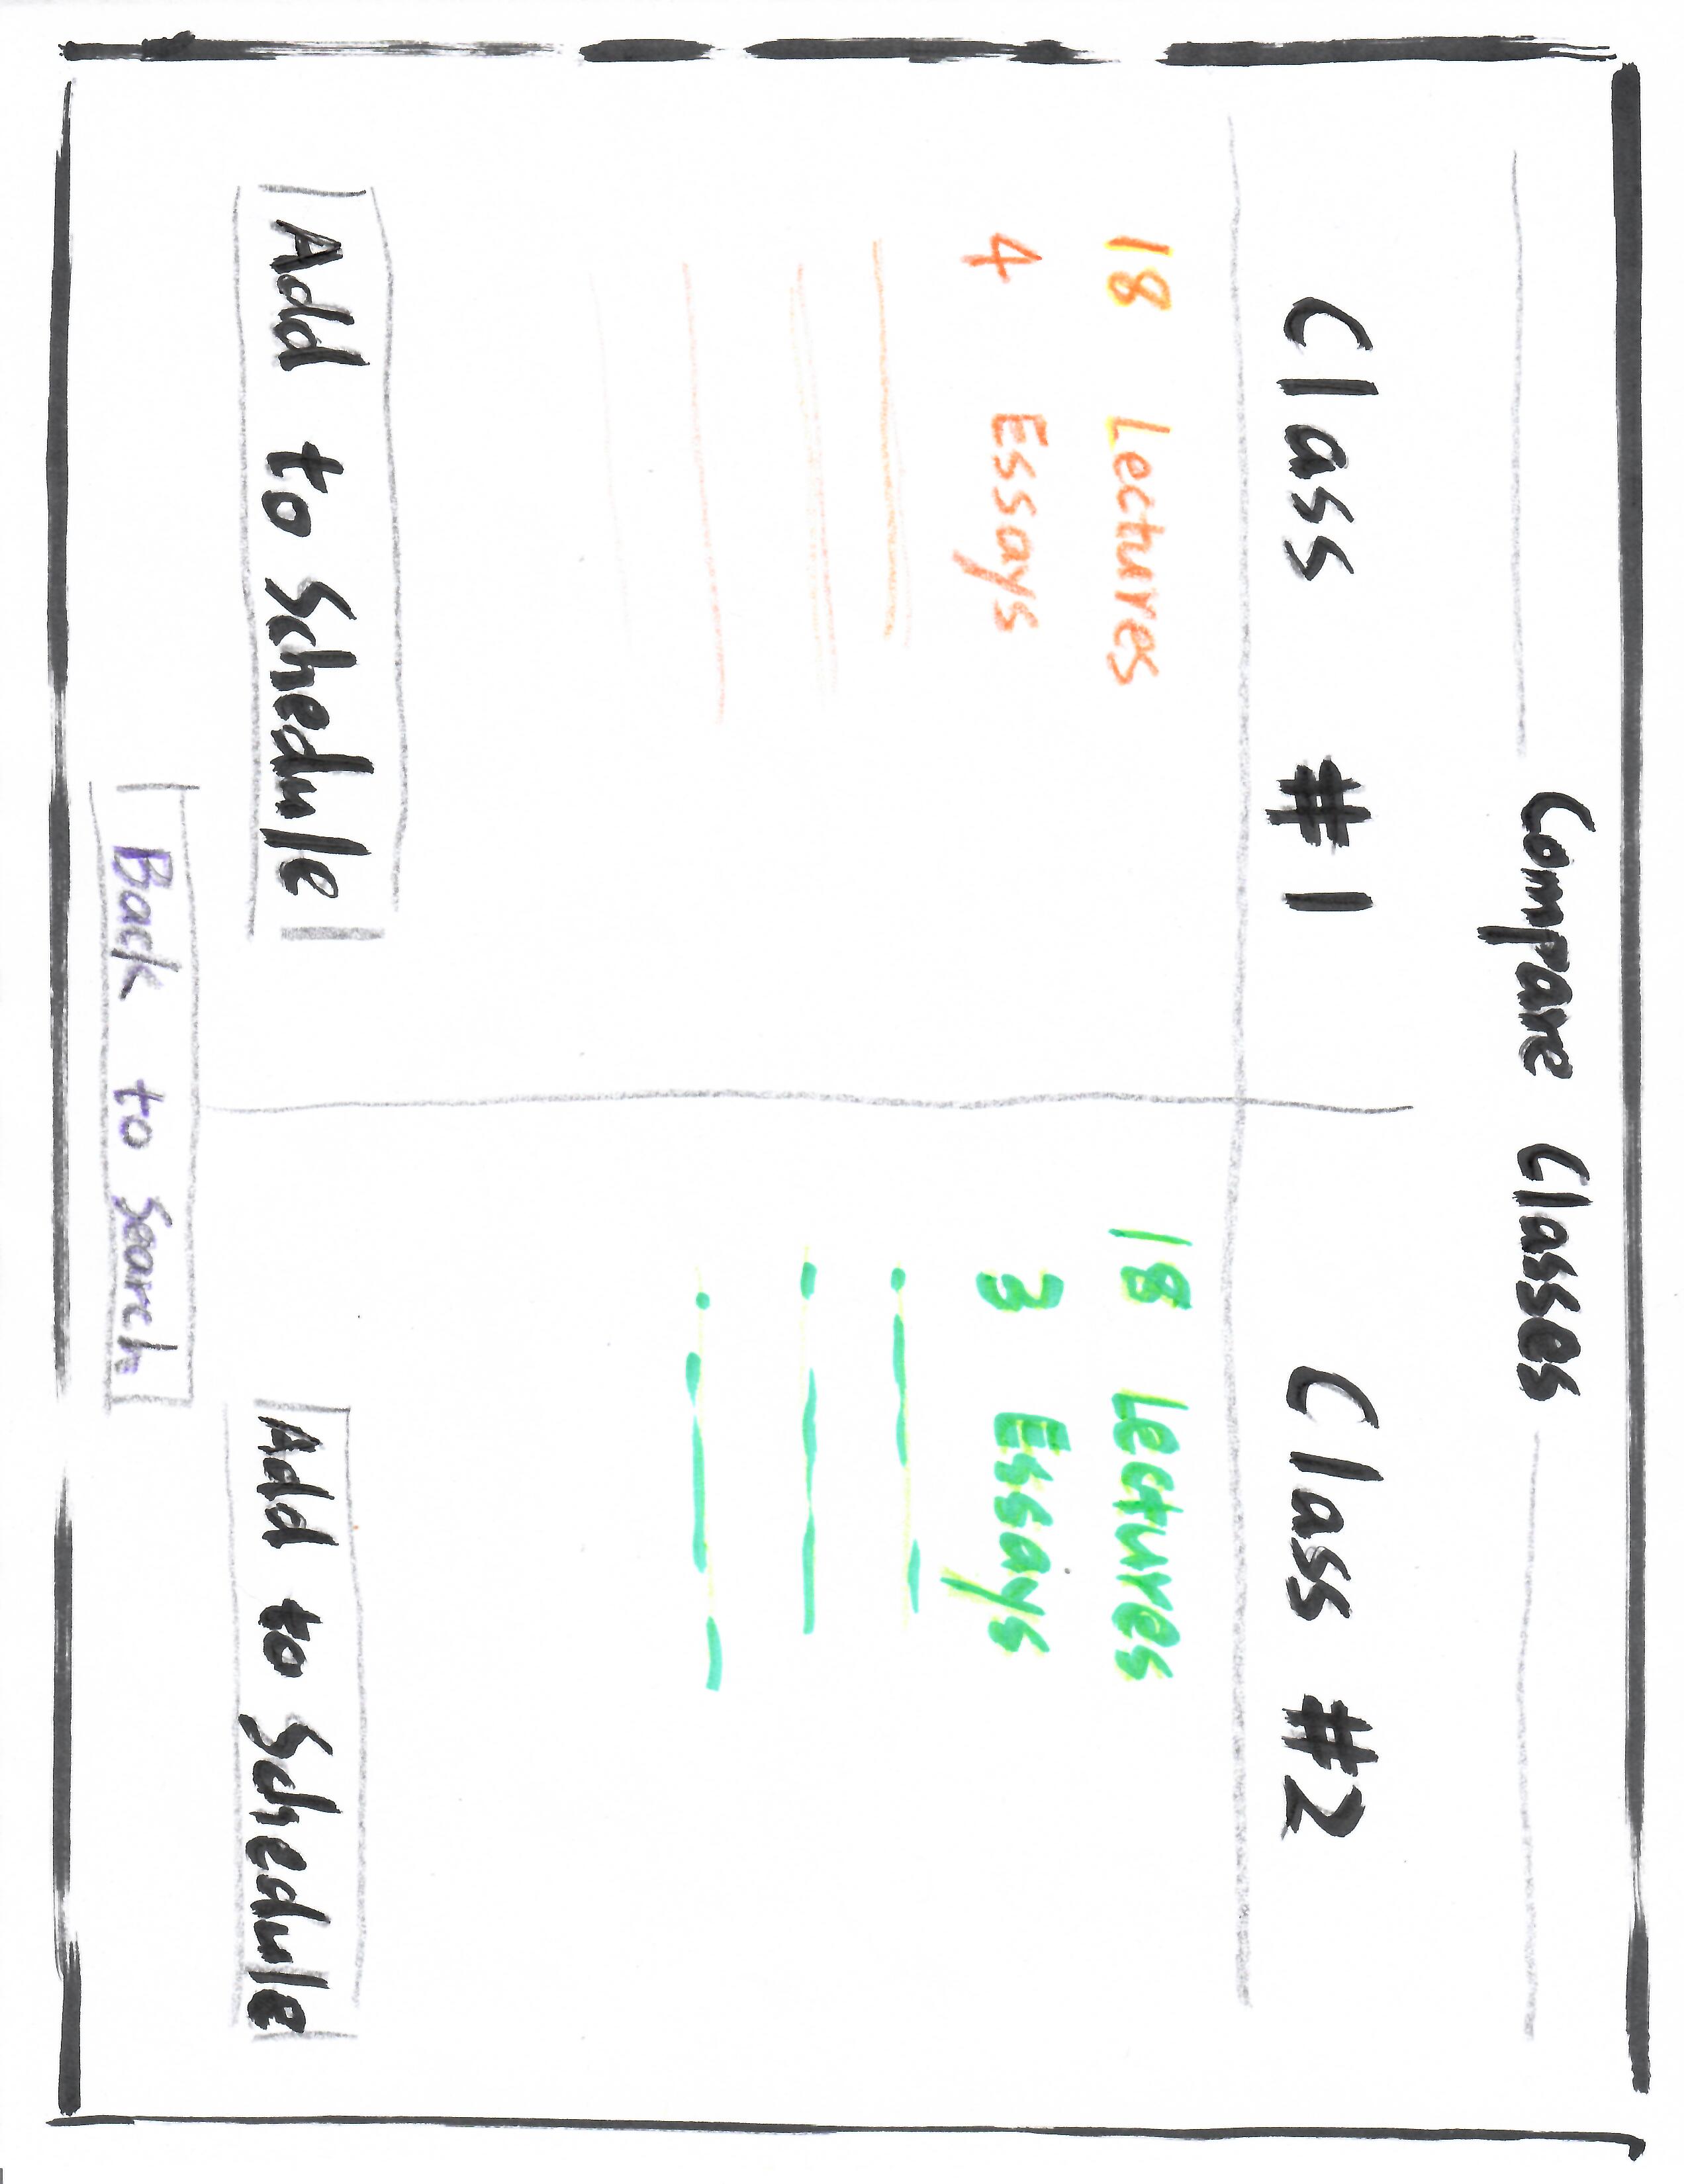 Compare Classes
Class #1
18 Lectures
4 Essays
Add to Schedule
Class #2
18 Lectures
3 Essays
Add to Schedule
Back to Search